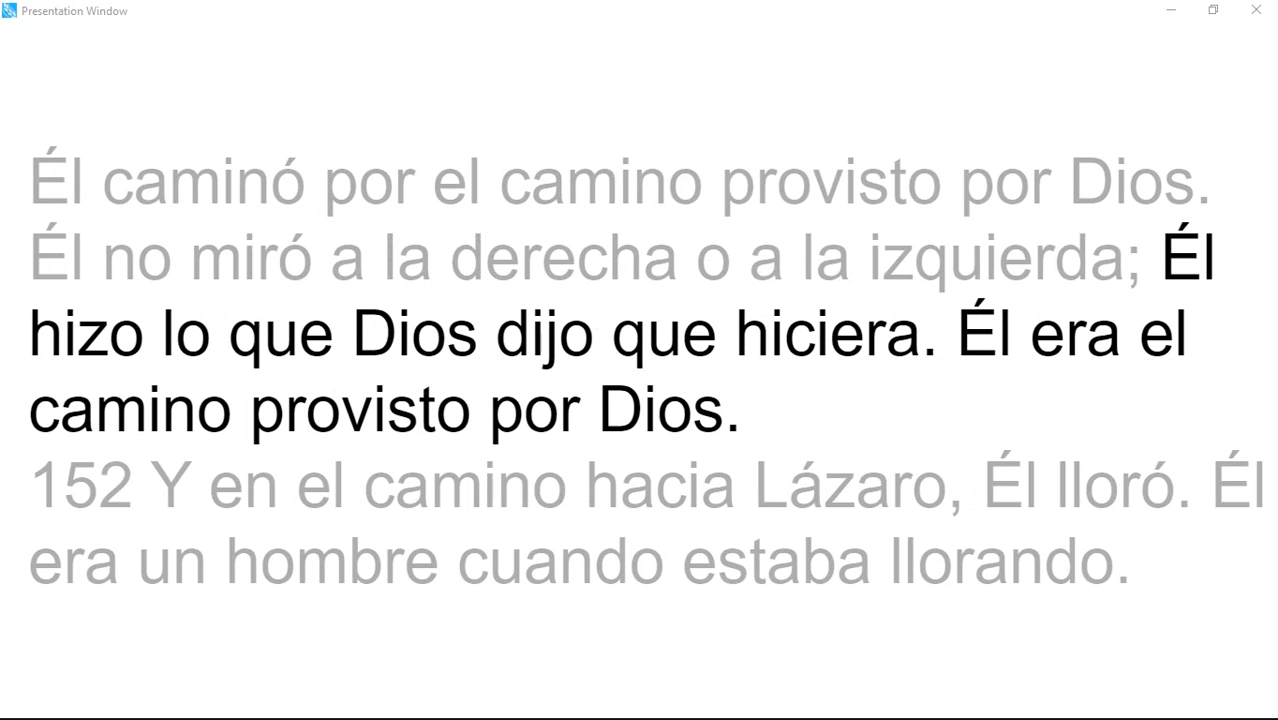 Presentation Window
Él caminó por el camino provisto por Dios.
Él no miró a la derecha o a la izquierda; Él
hizo lo que Dios dijo que hiciera. Él era el
camino provisto por Dios.
152 Y en el camino hacia Lázaro, Él lloró. Él
era un hombre cuando estaba llorando.